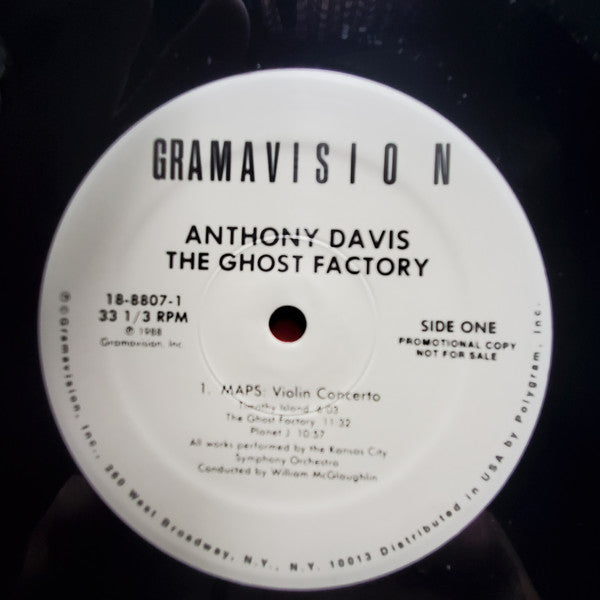 GRAMAVISION
ANTHONY DAVIS
THE GHOST FACTORY
18-8807-1
33 1/3 RPM
℗ 1988
Gramavision, Inc.
SIDE ONE
PROMOTIONAL COPY
NOT FOR SALE
1. MAPS: Violin Concerto
Timothy Island 6:03
The Ghost Factory 11:32
Planet J 10:57
All works performed by the Kansas City
Symphony Orchestra
Conducted by William McGlaughlin
℗©Gramavision, Inc., 260 West Broadway, N.Y., N.Y. 10013 Distributed in USA by Polygram, Inc.